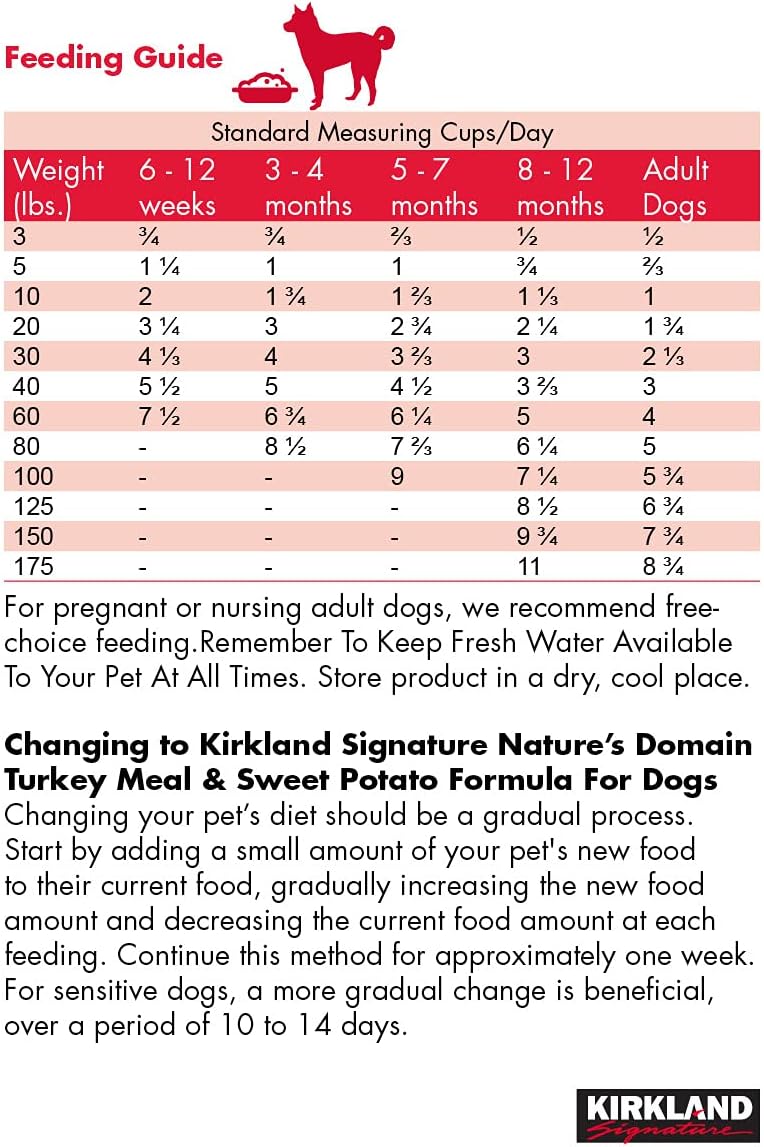 Feeding Guide
Standard Measuring Cups/Day
Weight (lbs.) 6 - 12 weeks 3 - 4 months 5 - 7 months 8 - 12 months Adult Dogs
3 ¾ ¾ ⅔ ½ ½
5 1 ¼ 1 1 ¾ ⅔
10 2 1 ¾ 1 ⅔ 1 ⅓ 1
20 3 ¼ 3 2 ¾ 2 ¼ 1 ¾
30 4 ⅓ 4 3 ⅔ 3 2 ⅓
40 5 ½ 5 4 ½ 3 ⅔ 3
60 7 ½ 6 ¾ 6 ¼ 5 4
80 - 8 ½ 7 ⅔ 6 ¼ 5
100 - - 9 7 ¼ 5 ¾
125 - - - 8 ½ 6 ¾
150 - - - 9 ¾ 7 ¾
175 - - - 11 8 ¾
For pregnant or nursing adult dogs, we recommend free-
choice feeding.Remember To Keep Fresh Water Available
To Your Pet At All Times. Store product in a dry, cool place.
Changing to Kirkland Signature Nature’s Domain
Turkey Meal & Sweet Potato Formula For Dogs
Changing your pet’s diet should be a gradual process.
Start by adding a small amount of your pet's new food
to their current food, gradually increasing the new food
amount and decreasing the current food amount at each
feeding. Continue this method for approximately one week.
For sensitive dogs, a more gradual change is beneficial,
over a period of 10 to 14 days.
KIRKLAND
Signature